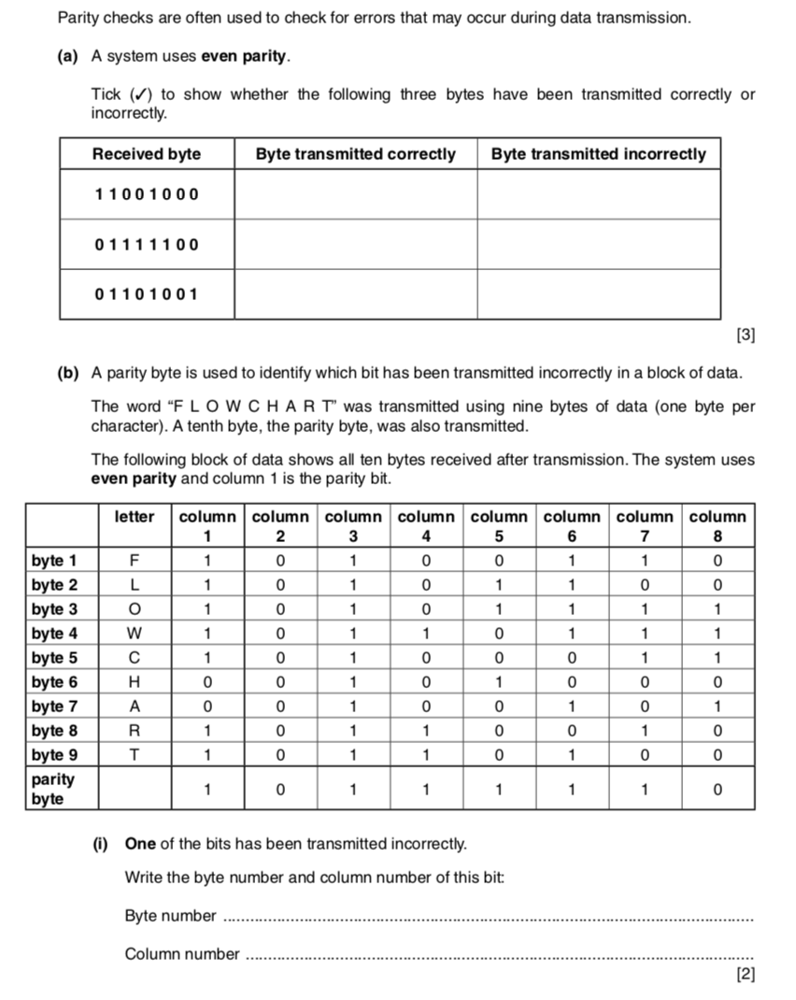 Parity checks are often used to check for errors that may occur during data transmission.
(a) A system uses even parity.
Tick (✓) to show whether the following three bytes have been transmitted correctly or
incorrectly.
Received byte Byte transmitted correctly Byte transmitted incorrectly
1 1 0 0 1 0 0 0
0 1 1 1 1 1 0 0
0 1 1 0 1 0 0 1
[3]
(b) A parity byte is used to identify which bit has been transmitted incorrectly in a block of data.
The word “F L O W C H A R T” was transmitted using nine bytes of data (one byte per
character). A tenth byte, the parity byte, was also transmitted.
The following block of data shows all ten bytes received after transmission. The system uses
even parity and column 1 is the parity bit.
letter column column column column column column column column
1 2 3 4 5 6 7 8
byte 1 F 1 0 1 0 0 1 1 0
byte 2 L 1 0 1 0 1 1 0 0
byte 3 O 1 0 1 0 1 1 1 1
byte 4 W 1 0 1 1 0 1 1 1
byte 5 C 1 0 1 0 0 0 1 1
byte 6 H 0 0 1 0 1 0 0 0
byte 7 A 0 0 1 0 0 1 0 1
byte 8 R 1 0 1 1 0 0 1 0
byte 9 T 1 0 1 1 0 1 0 0
parity
byte 1 0 1 1 1 1 1 0
(i) One of the bits has been transmitted incorrectly.
Write the byte number and column number of this bit:
Byte number ................................................................
Column number ................................................................
[2]